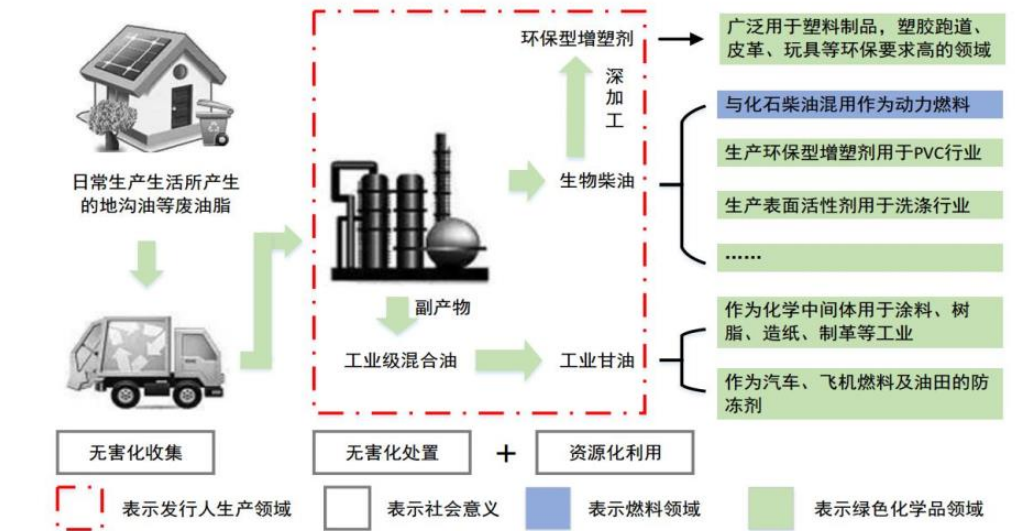 环保型增塑剂
广泛用于塑料制品，塑胶跑道、
皮革、玩具等环保要求高的领域
深
加
工
与化石柴油混用作为动力燃料
生产环保型增塑剂用于PVC行业
日常生产生活所产生
的地沟油等废油脂
生物柴油
生产表面活性剂用于洗涤行业
……
副产物
作为化学中间体用于涂料、树
脂、造纸、制革等工业
工业级混合油
工业甘油
作为汽车、飞机燃料及油田的防
冻剂
无害化收集
无害化处置
+
资源化利用
表示发行人生产领域
表示社会意义
表示燃料领域
表示绿色化学品领域